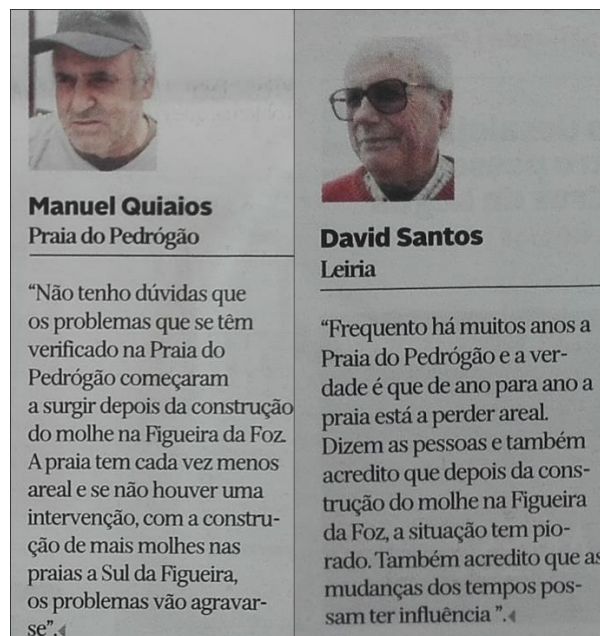 Manuel Quiaios
Praia do Pedrógão
“Não tenho dúvidas que
os problemas que se têm
verificado na Praia do
Pedrógão começaram
a surgir depois da construção
do molhe na Figueira da Foz.
A praia tem cada vez menos
areal e se não houver uma
intervenção, com a constru-
ção de mais molhes nas
praias a Sul da Figueira,
os problemas vão agravar-
se”.
David Santos
Leiria
“Frequento há muitos anos a
Praia do Pedrógão e a ver-
dade é que de ano para ano a
praia está a perder areal.
Dizem as pessoas e também
acredito que depois da cons-
trução do molhe na Figueira
da Foz, a situação tem pio-
rado. Também acredito que as
mudanças dos tempos pos-
sam ter influência ”.